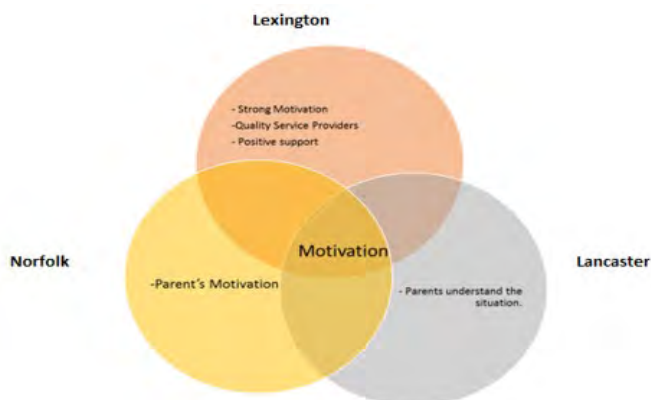 Lexington
- Strong Motivation
-Quality Service Providers
- Positive support
Motivation
Norfolk
-Parent's Motivation
Lancaster
- Parents understand the
situation.